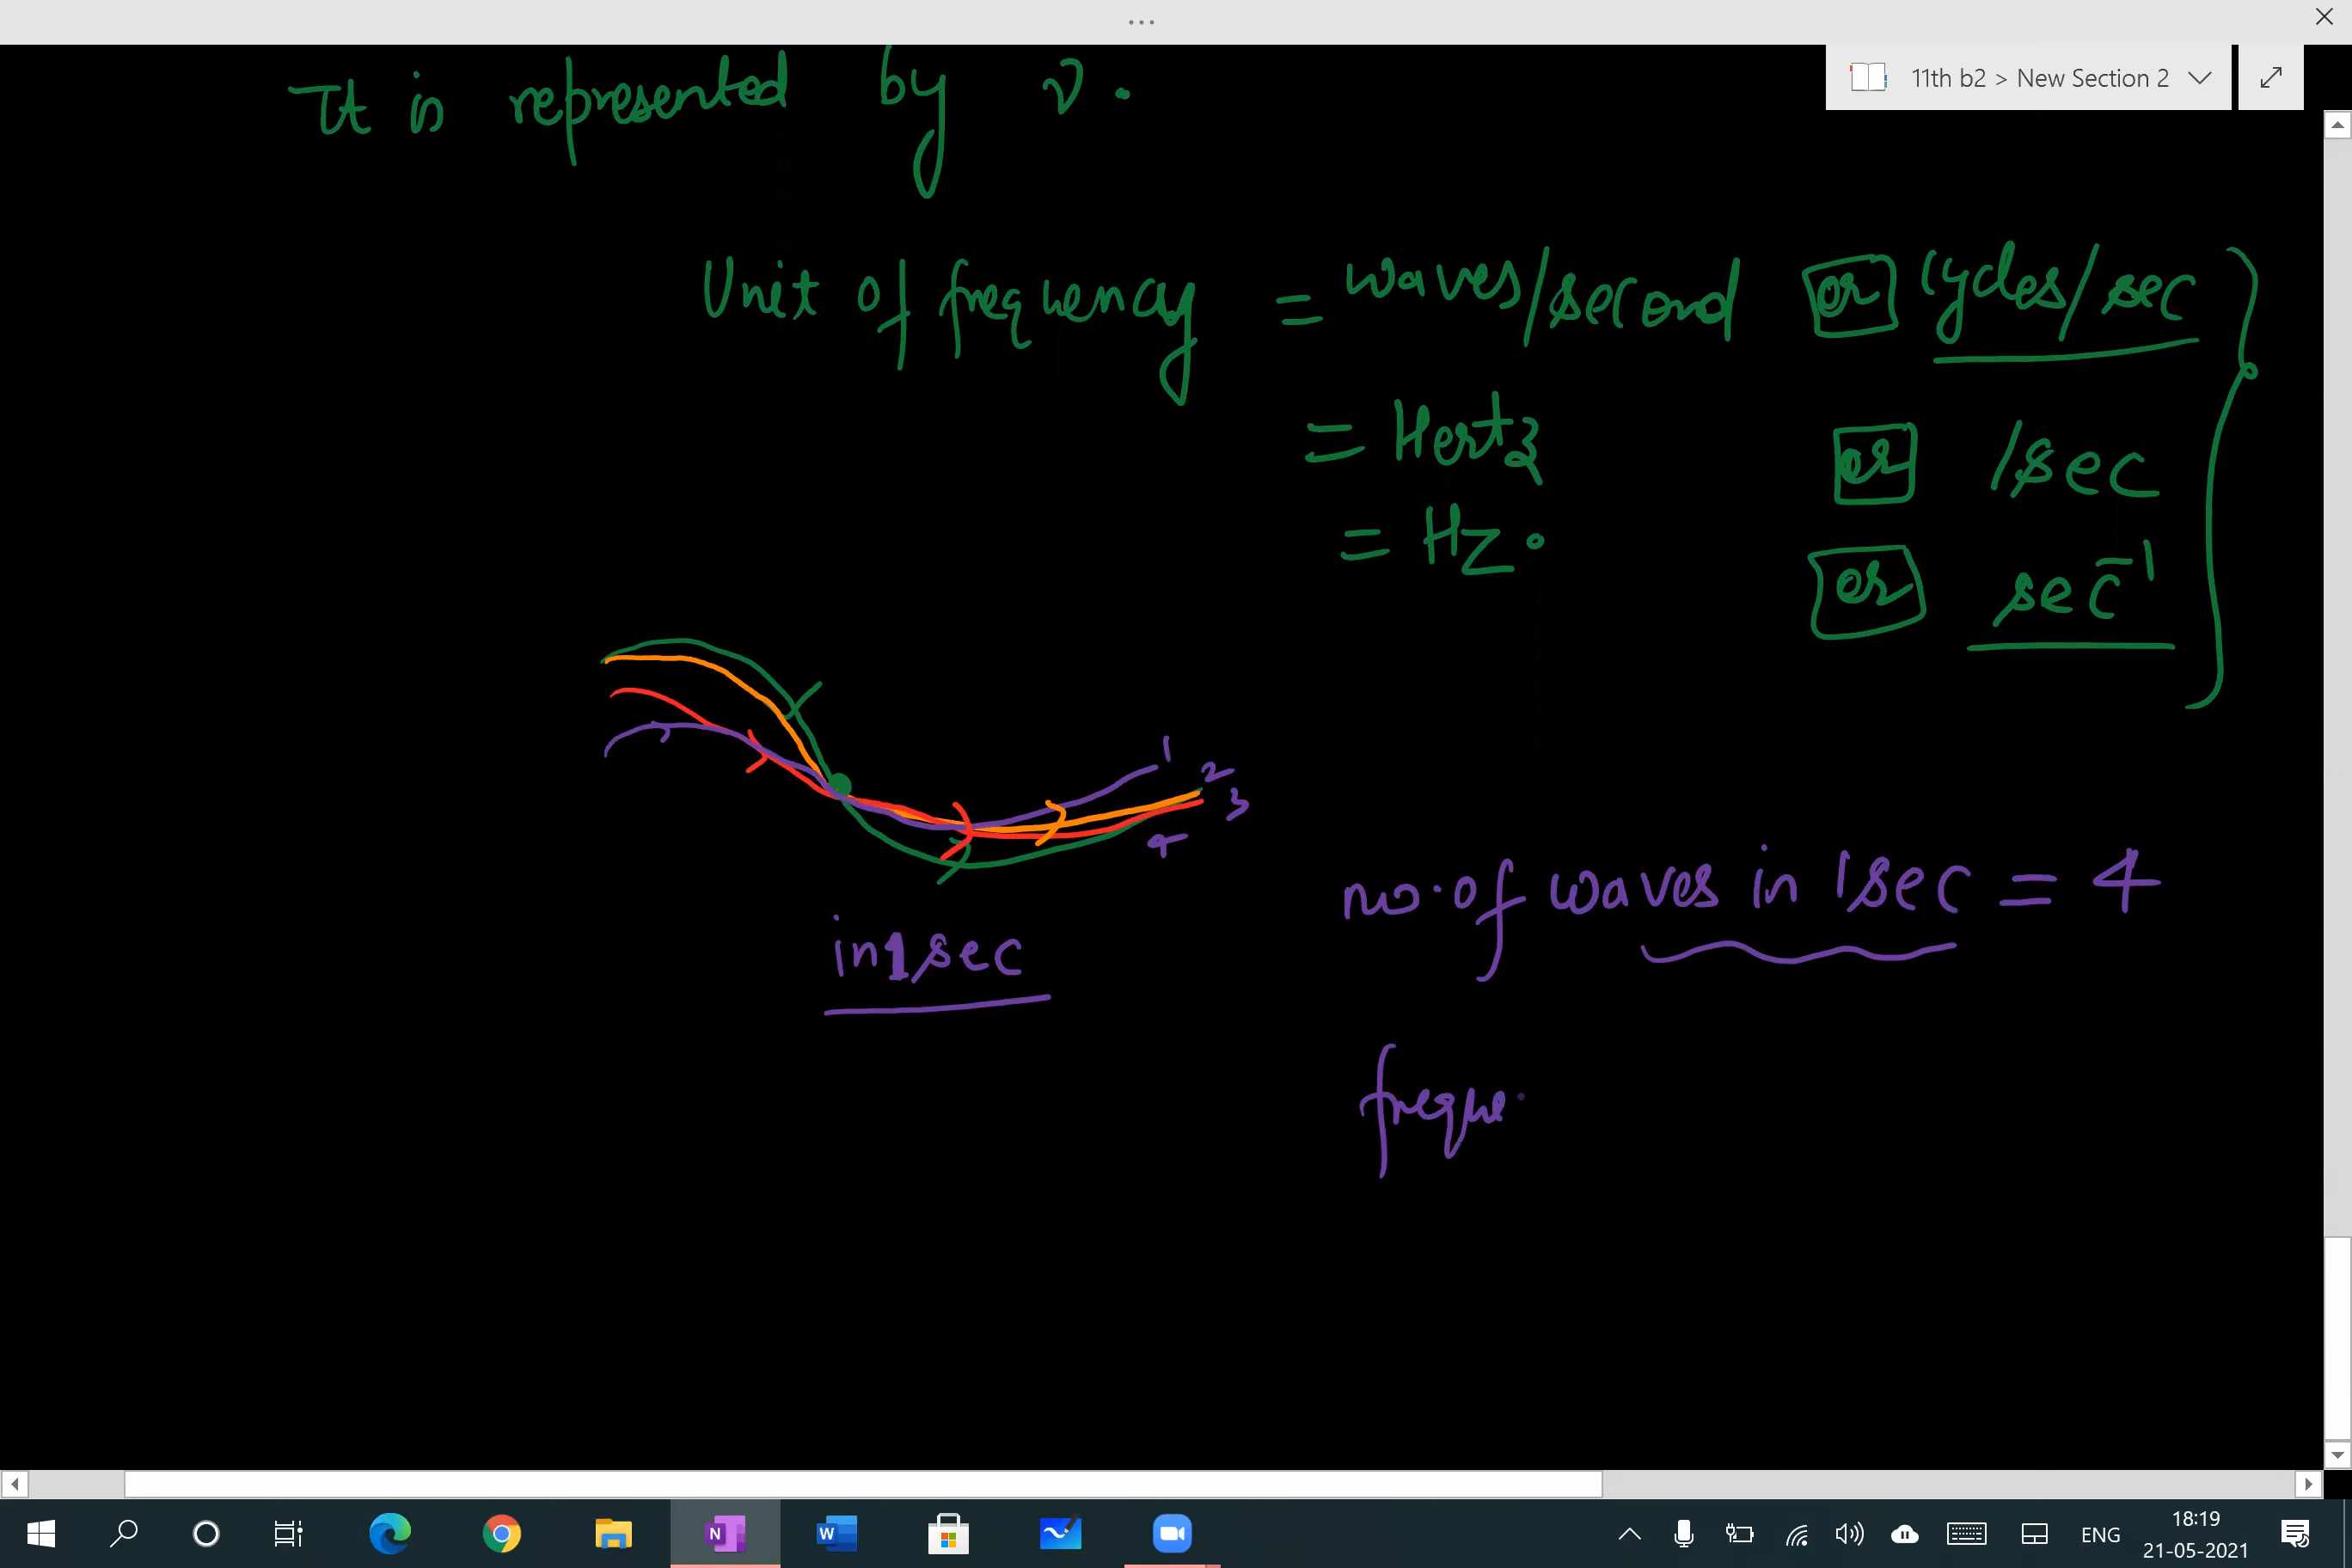 11th b2 > New Section 2
It is represented by ν.
Unit of frequency = waves/second or cycles/sec
= Hertz or /sec
= Hz. or sec⁻¹
1
2
3
4
no. of waves in 1sec = 4
in 1 sec
freque
18:19
ENG
21-05-2021